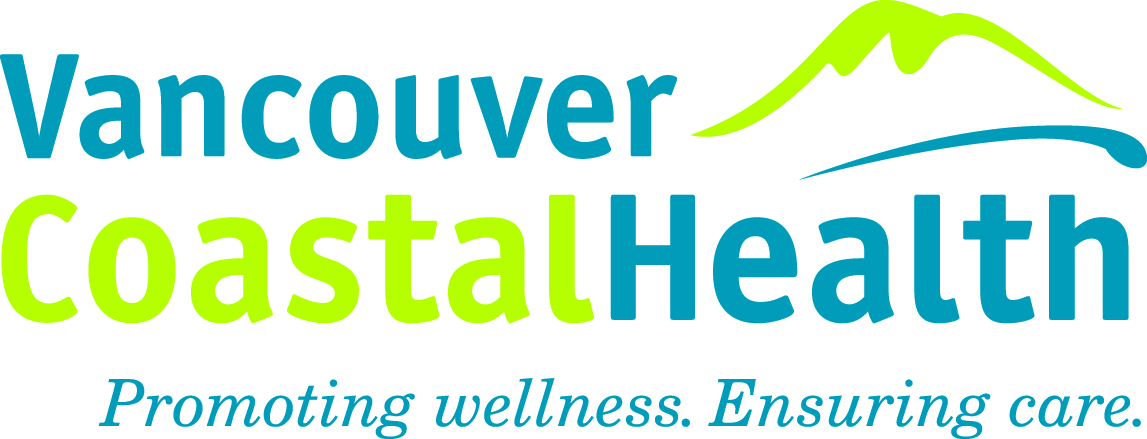 Vancouver
CoastalHealth
Promoting wellness. Ensuring care.